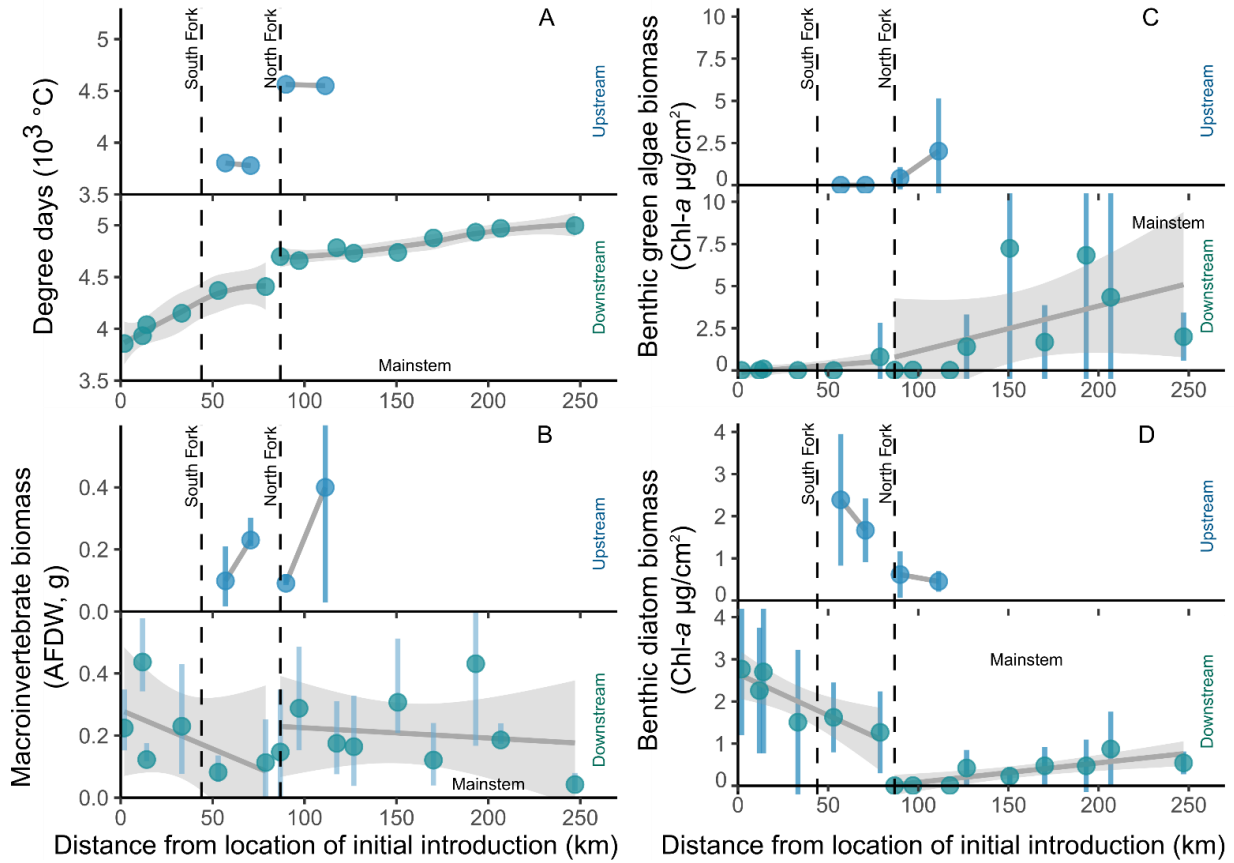 A
Degree days (10³ °C)
5
4.5
4
3.5
South Fork
North Fork
Upstream
5
4.5
4
3.5
Mainstem
Downstream
0 50 100 150 200 250
C
Benthic green algae biomass
(Chl-a µg/cm²)
10
7.5
5
2.5
0
South Fork
North Fork
Upstream
10
7.5
5
2.5
0
Mainstem
Downstream
0 50 100 150 200 250
B
Macroinvertebrate biomass
(AFDW, g)
0.4
0.2
0.0
South Fork
North Fork
Upstream
0.4
0.2
0.0
Mainstem
Downstream
0 50 100 150 200 250
Distance from location of initial introduction (km)
D
Benthic diatom biomass
(Chl-a µg/cm²)
4
3
2
1
0
South Fork
North Fork
Upstream
4
3
2
1
0
Mainstem
Downstream
0 50 100 150 200 250
Distance from location of initial introduction (km)